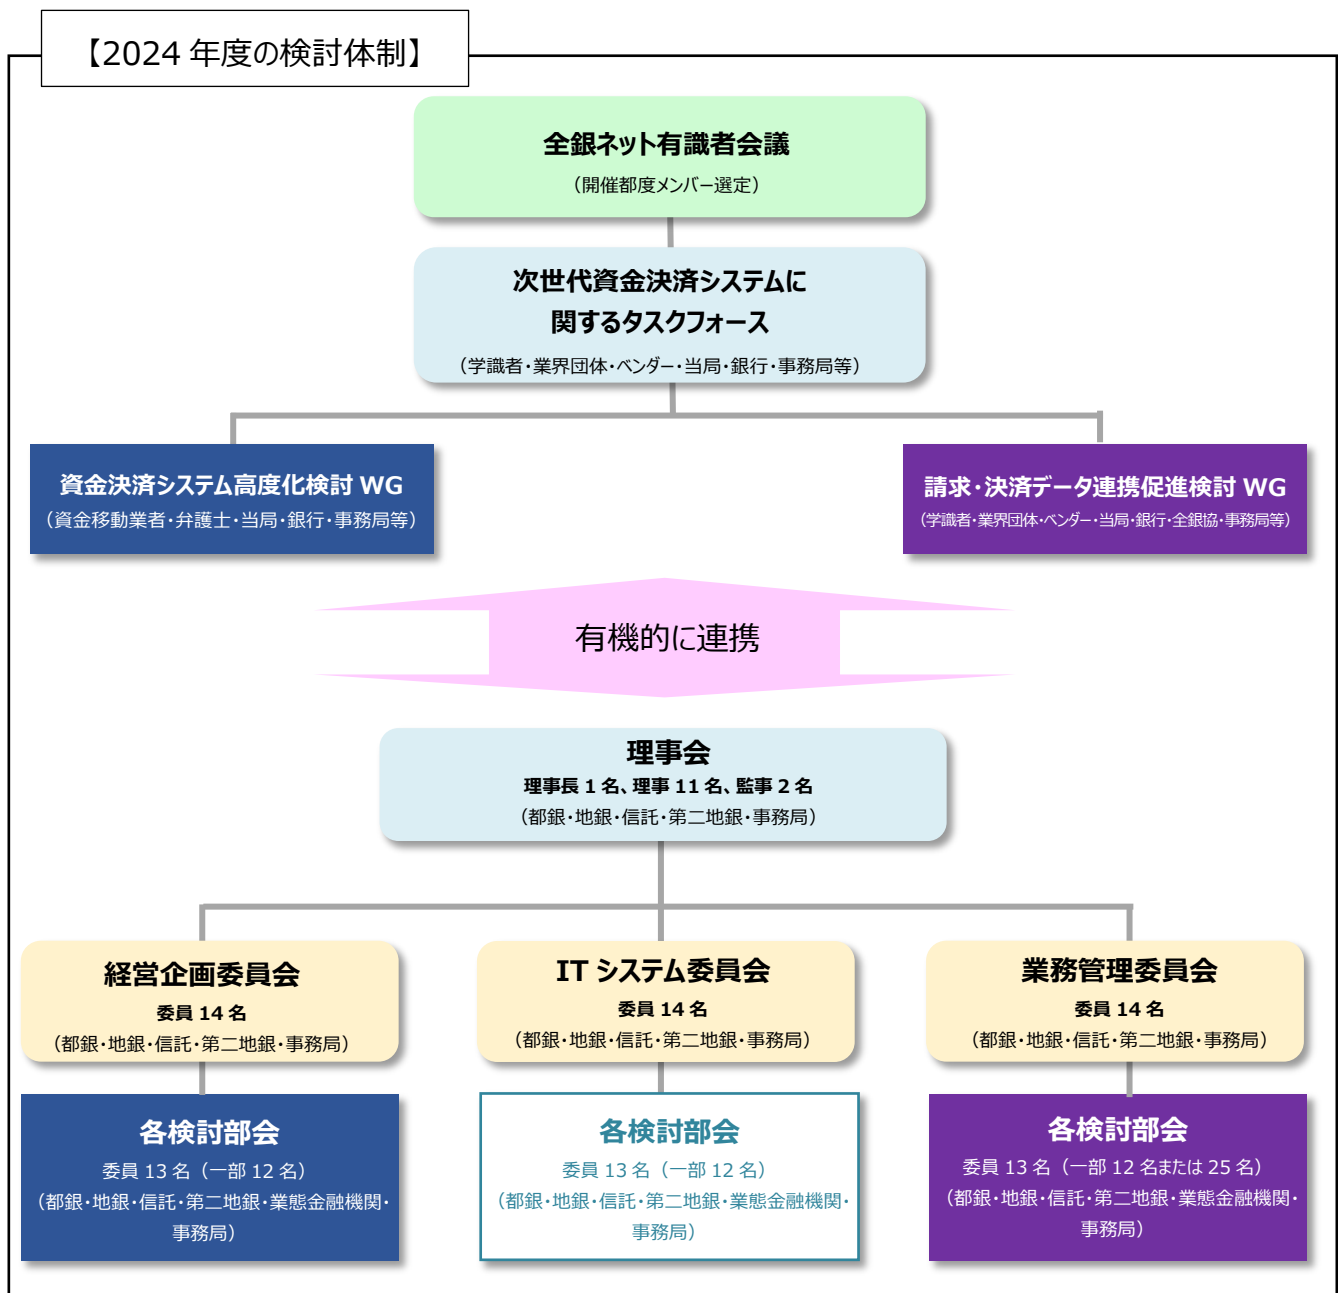 【2024 年度の検討体制】
全銀ネット有識者会議
（開催都度メンバー選定）
次世代資金決済システムに
関するタスクフォース
（学識者・業界団体・ベンダー・当局・銀行・事務局等）
資金決済システム高度化検討 WG
（資金移動業者・弁護士・当局・銀行・事務局等）
請求・決済データ連携促進検討 WG
（学識者・業界団体・ベンダー・当局・銀行・全銀協・事務局等）
有機的に連携
理事会
理事長 1 名、理事 11 名、監事 2 名
（都銀・地銀・信託・第二地銀・事務局）
経営企画委員会
委員 14 名
（都銀・地銀・信託・第二地銀・事務局）
IT システム委員会
委員 14 名
（都銀・地銀・信託・第二地銀・事務局）
業務管理委員会
委員 14 名
（都銀・地銀・信託・第二地銀・事務局）
各検討部会
委員 13 名（一部 12 名）
（都銀・地銀・信託・第二地銀・業態金融機関・
事務局）
各検討部会
委員 13 名（一部 12 名）
（都銀・地銀・信託・第二地銀・業態金融機関・
事務局）
各検討部会
委員 13 名（一部 12 名または 25 名）
（都銀・地銀・信託・第二地銀・業態金融機関・
事務局）